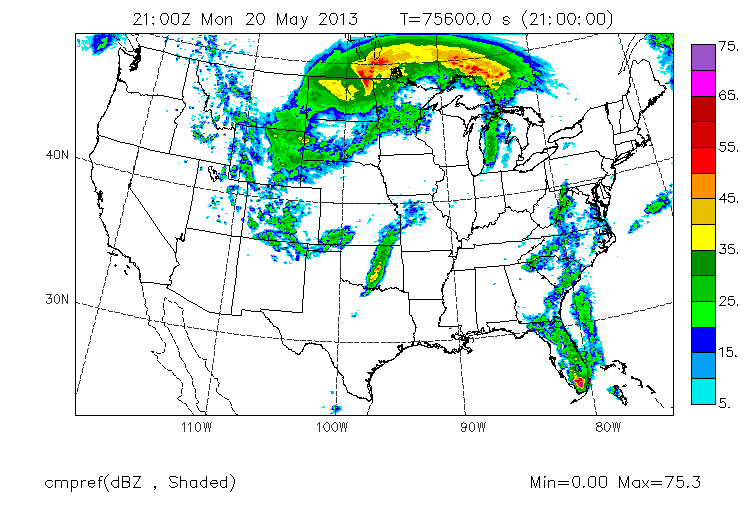 21:00Z Mon 20 May 2013 T=75600.0 s (21:00:00)
75.
65.
55.
45.
35.
25.
15.
5.
40N
30N
110W
100W
90W
80W
cmpref(dBZ , Shaded)
Min=0.00 Max=75.3